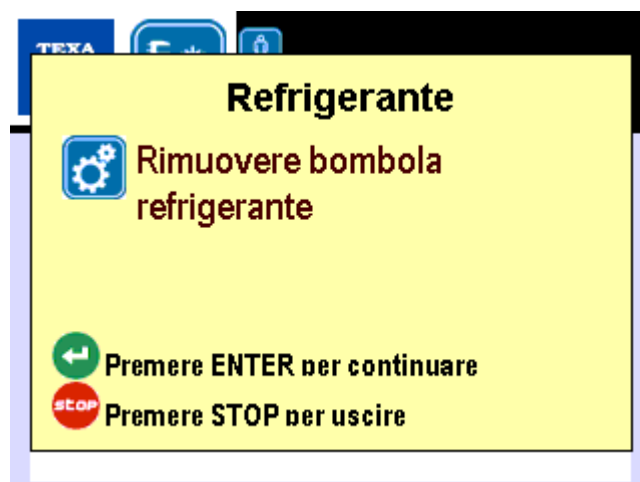 TEXA
Refrigerante
Rimuovere bombola
refrigerante
Premere ENTER per continuare
stop Premere STOP per uscire